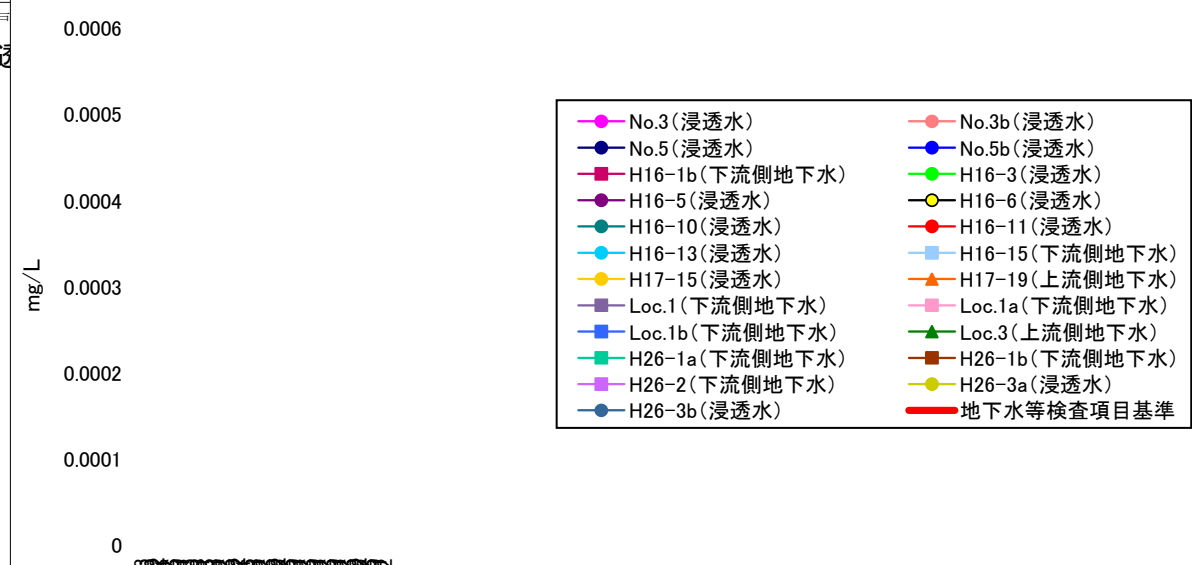 0.0006
0.0005
0.0004
0.0003
0.0002
0.0001
0
mg/L
No.3(浸透水) No.3b(浸透水)
No.5(浸透水) No.5b(浸透水)
H16-1b(下流側地下水) H16-3(浸透水)
H16-5(浸透水) H16-6(浸透水)
H16-10(浸透水) H16-11(浸透水)
H16-13(浸透水) H16-15(下流側地下水)
H17-15(浸透水) H17-19(上流側地下水)
Loc.1(下流側地下水) Loc.1a(下流側地下水)
Loc.1b(下流側地下水) Loc.3(上流側地下水)
H26-1a(下流側地下水) H26-1b(下流側地下水)
H26-2(下流側地下水) H26-3a(浸透水)
H26-3b(浸透水) 地下水等検査項目基準